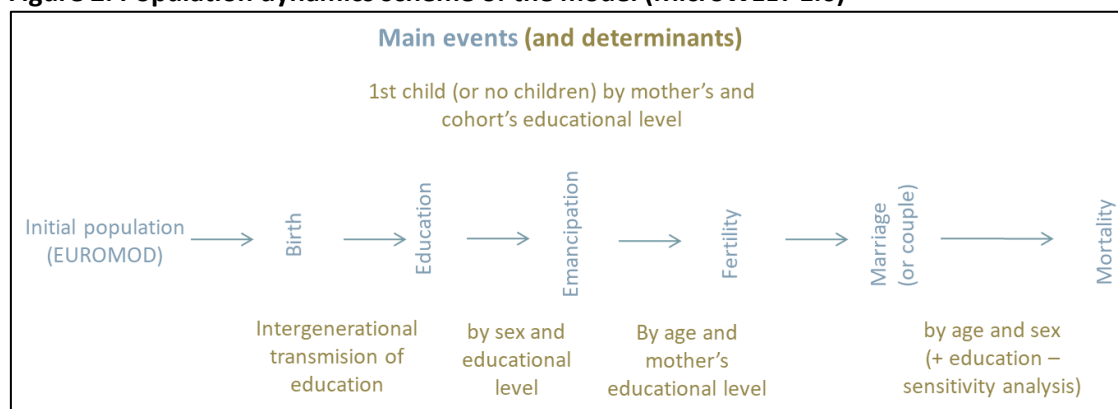 Main events (and determinants)
1st child (or no children) by mother's and
cohort's educational level
Initial population
(EUROMOD)
Birth
Education
Emancipation
Fertility
Marriage
(or couple)
Mortality
Intergenerational
transmision of
education
by sex and
educational
level
By age and
mother's
educational level
by age and sex
(+ education –
sensitivity analysis)